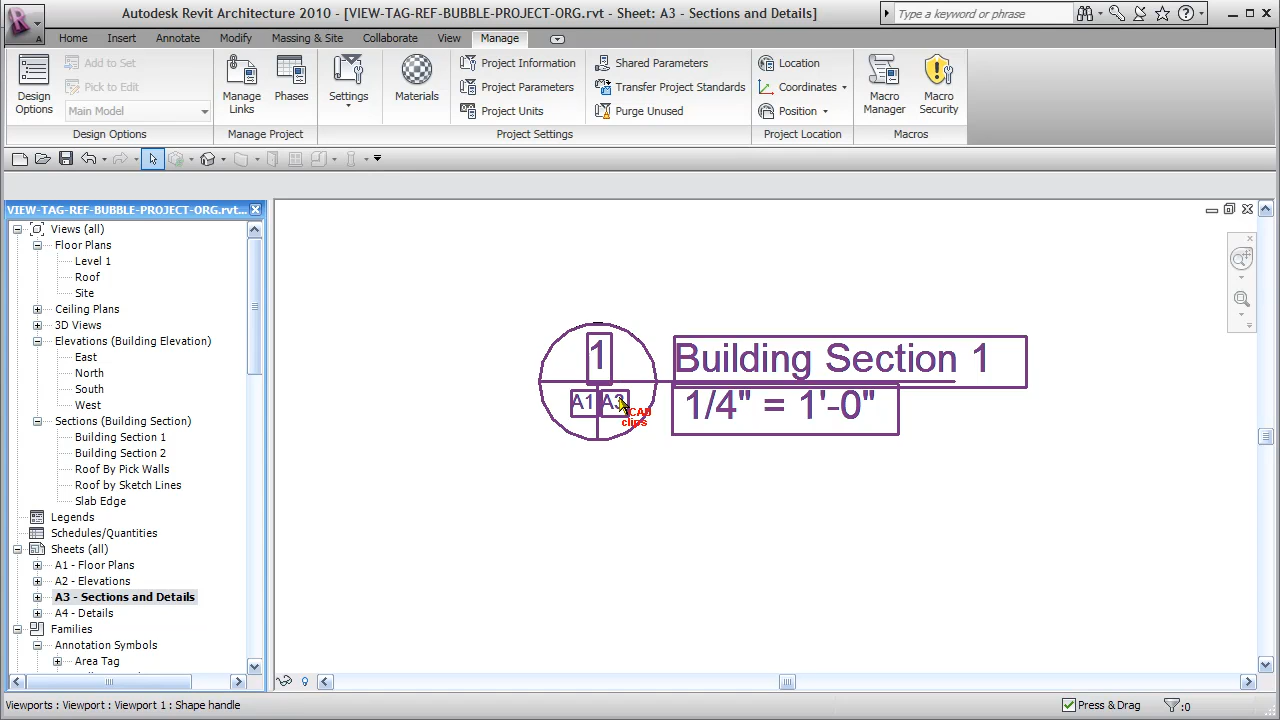 Autodesk Revit Architecture 2010 - [VIEW-TAG-REF-BUBBLE-PROJECT-ORG.rvt - Sheet: A3 - Sections and Details]
Type a keyword or phrase
Home Insert Annotate Modify Massing & Site Collaborate View Manage
Design Options
Add to Set
Pick to Edit
Main Model
Manage Links
Phases
Settings
Materials
Project Information
Project Parameters
Project Units
Shared Parameters
Transfer Project Standards
Purge Unused
Location
Coordinates
Position
Macro Manager
Macro Security
Design Options
Manage Project
Project Settings
Project Location
Macros
VIEW-TAG-REF-BUBBLE-PROJECT-ORG.rvt...
Views (all)
Floor Plans
Level 1
Roof
Site
Ceiling Plans
3D Views
Elevations (Building Elevation)
East
North
South
West
Sections (Building Section)
Building Section 1
Building Section 2
Roof By Pick Walls
Roof by Sketch Lines
Slab Edge
Legends
Schedules/Quantities
Sheets (all)
A1 - Floor Plans
A2 - Elevations
A3 - Sections and Details
A4 - Details
Families
Annotation Symbols
Area Tag
1
Building Section 1
A1 A3
1/4" = 1'-0"
CAD
clips
Viewports : Viewport : Viewport 1 : Shape handle
Press & Drag
:0